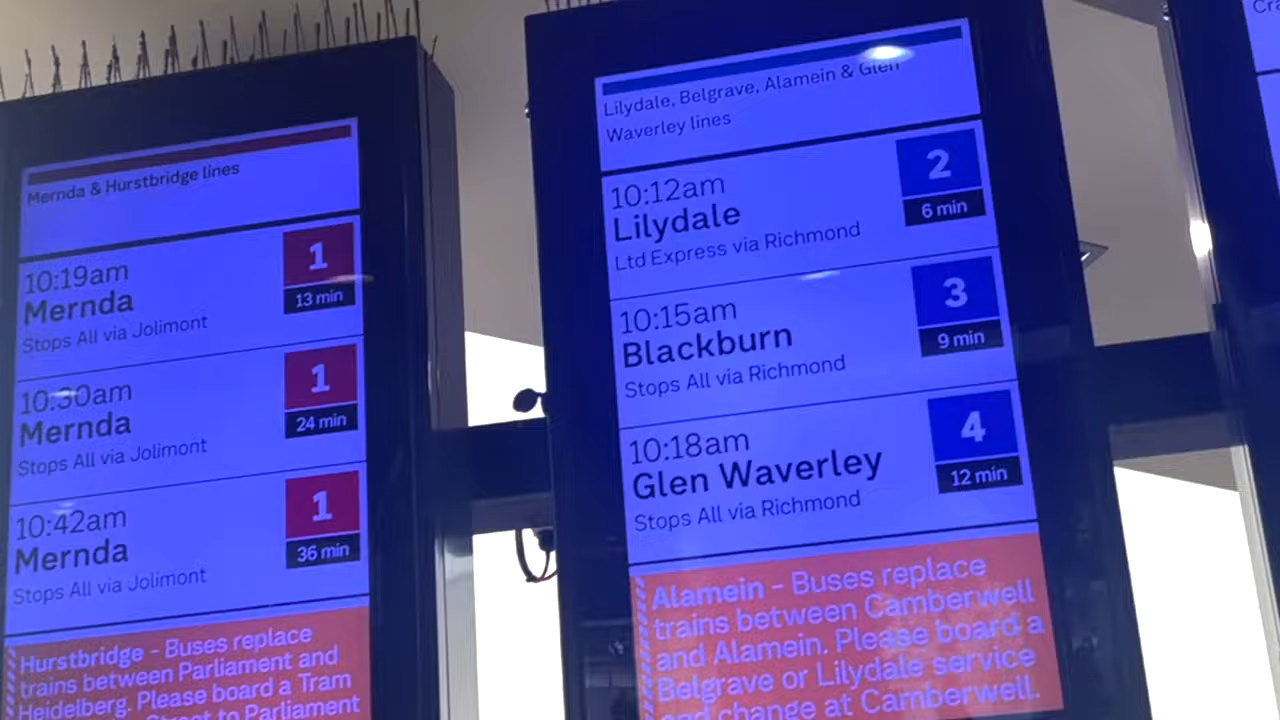 Mernda & Hurstbridge lines
10:19am
1
Mernda
13 min
Stops All via Jolimont
10:30am
1
Mernda
24 min
Stops All via Jolimont
10:42am
1
Mernda
36 min
Stops All via Jolimont
Hurstbridge - Buses replace
trains between Parliament and
Heidelberg. Please board a Tram
to Parliament
Lilydale, Belgrave, Alamein & Glen
Waverley lines
10:12am
2
Lilydale
6 min
Ltd Express via Richmond
10:15am
3
Blackburn
9 min
Stops All via Richmond
10:18am
4
Glen Waverley
12 min
Stops All via Richmond
Alamein - Buses replace
trains between Camberwell
and Alamein. Please board a
Belgrave or Lilydale service
and change at Camberwell.